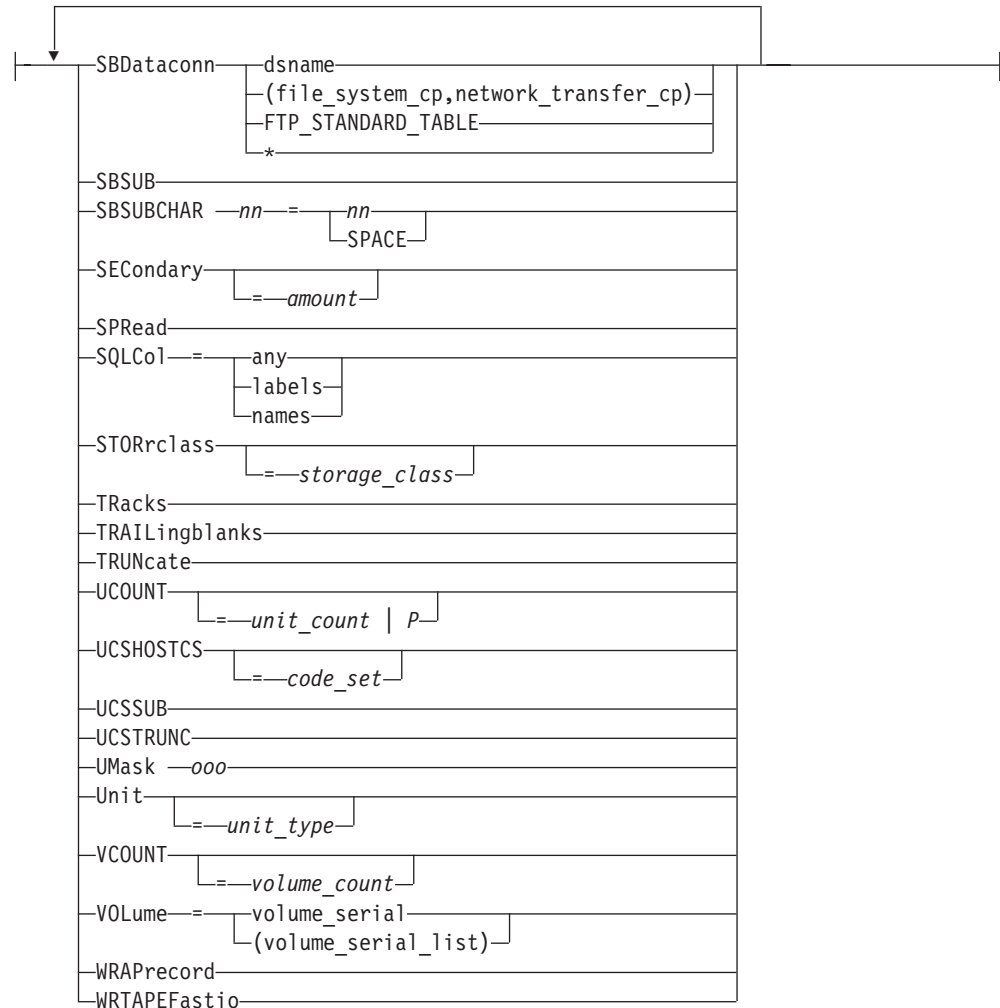 SBDataconn dsname
(file_system_cp,network_transfer_cp)
FTP_STANDARD_TABLE
*
SBSUB
SBSUBCHAR nn = nn
SPACE
SECondary
= amount
SPRead
SQLCol = any
labels
names
STORrclass
= storage_class
TRacks
TRAILingblanks
TRUNcate
UCOUNT
= unit_count | P
UCSHOSTCS
= code_set
UCSSUB
UCSTRUNC
UMask ooo
Unit
= unit_type
VCOUNT
= volume_count
VOLume = volume_serial
(volume_serial_list)
WRAPrecord
WRTAPEFastio